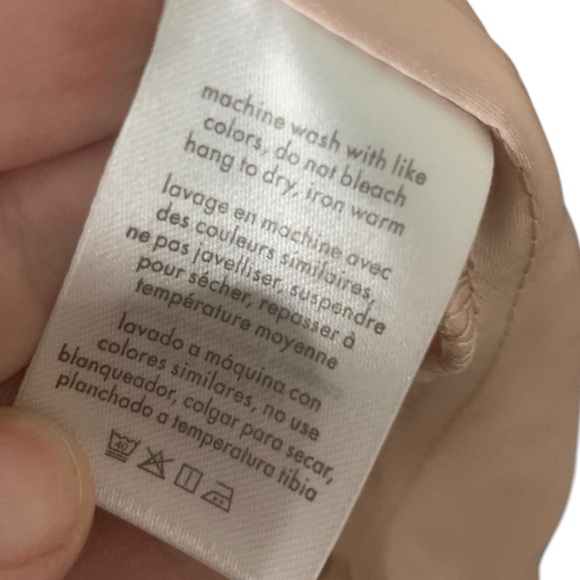 machine wash with like
colors, do not bleach
hang to dry, iron warm
lavage en machine avec
des couleurs similaires,
ne pas javelliser, suspendre
pour sécher, repasser à
température moyenne
lavado a máquina con
colores similares, no use
blanqueador, colgar para secar,
planchado a temperatura tibia
40